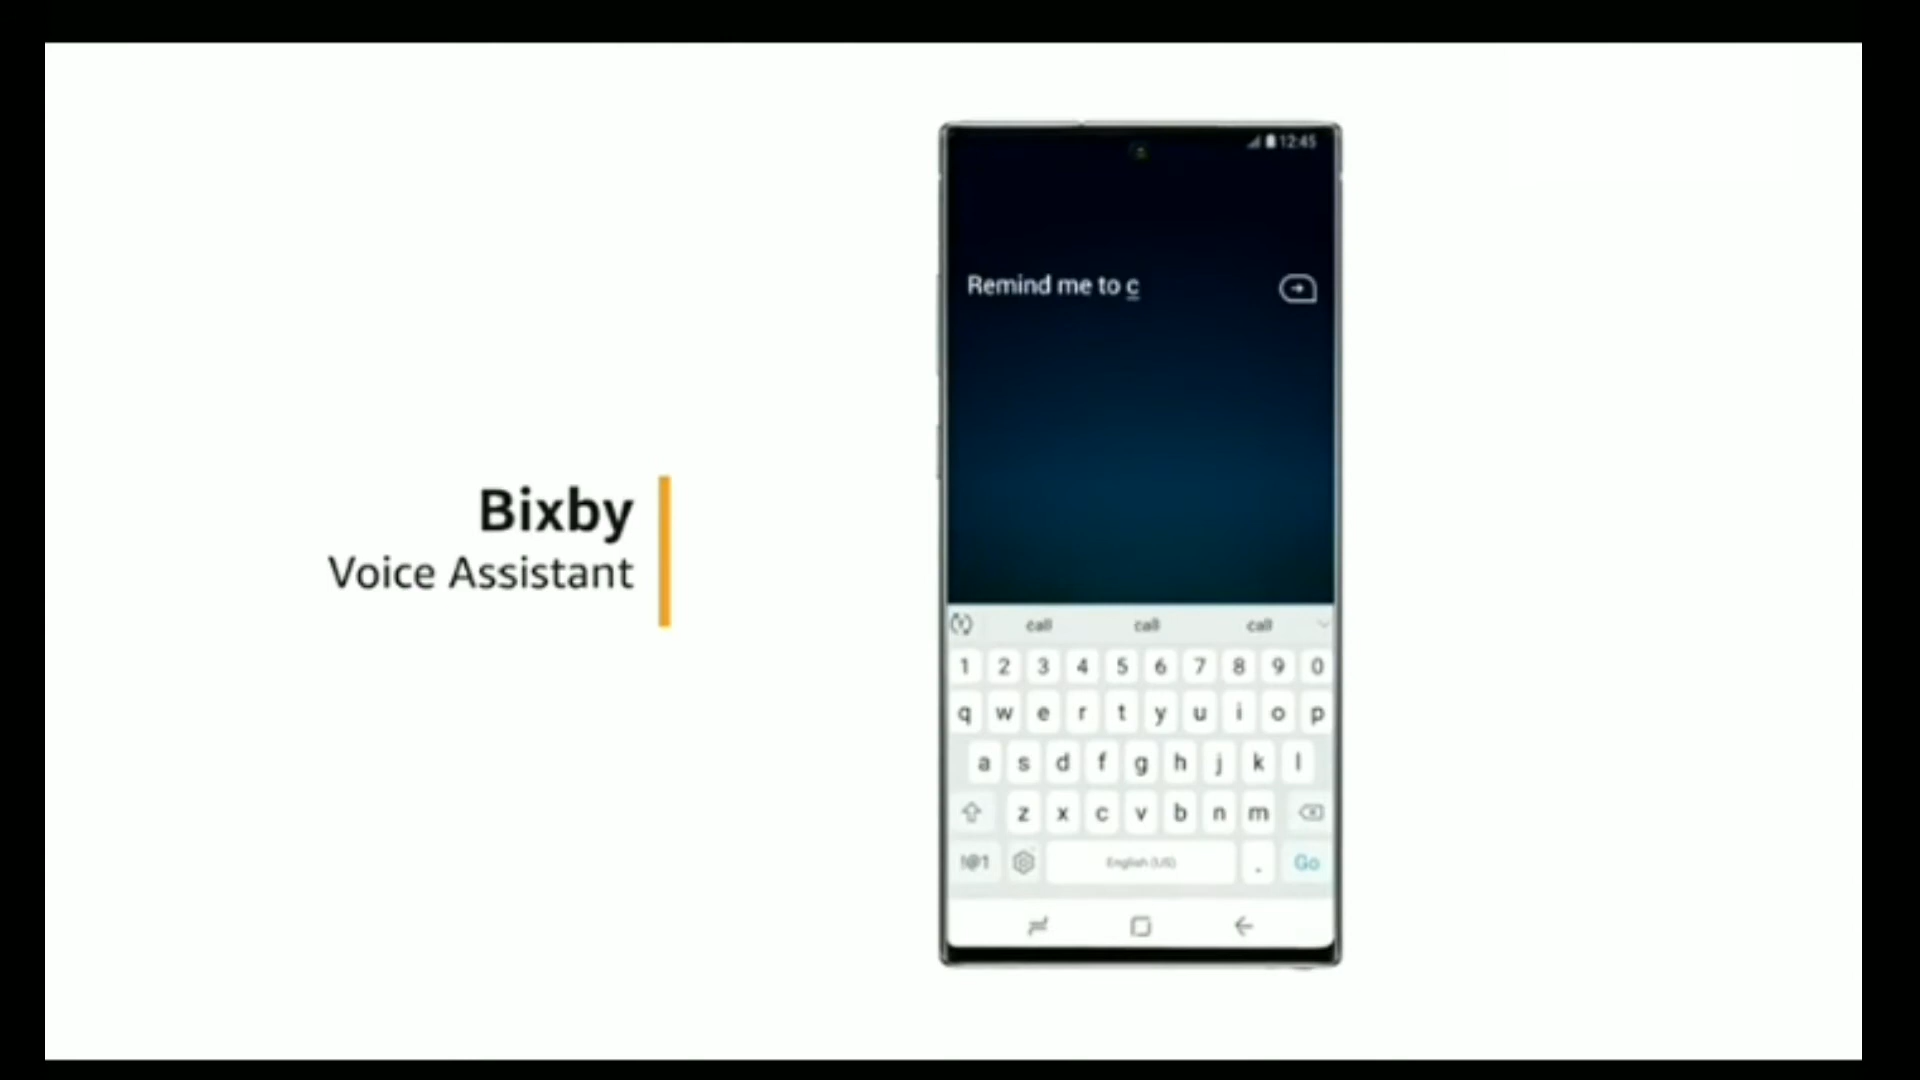 Bixby
Voice Assistant
12:45
Remind me to c
call call call
1 2 3 4 5 6 7 8 9 0
q w e r t y u i o p
a s d f g h j k l
z x c v b n m
!@1 English (US) . Go